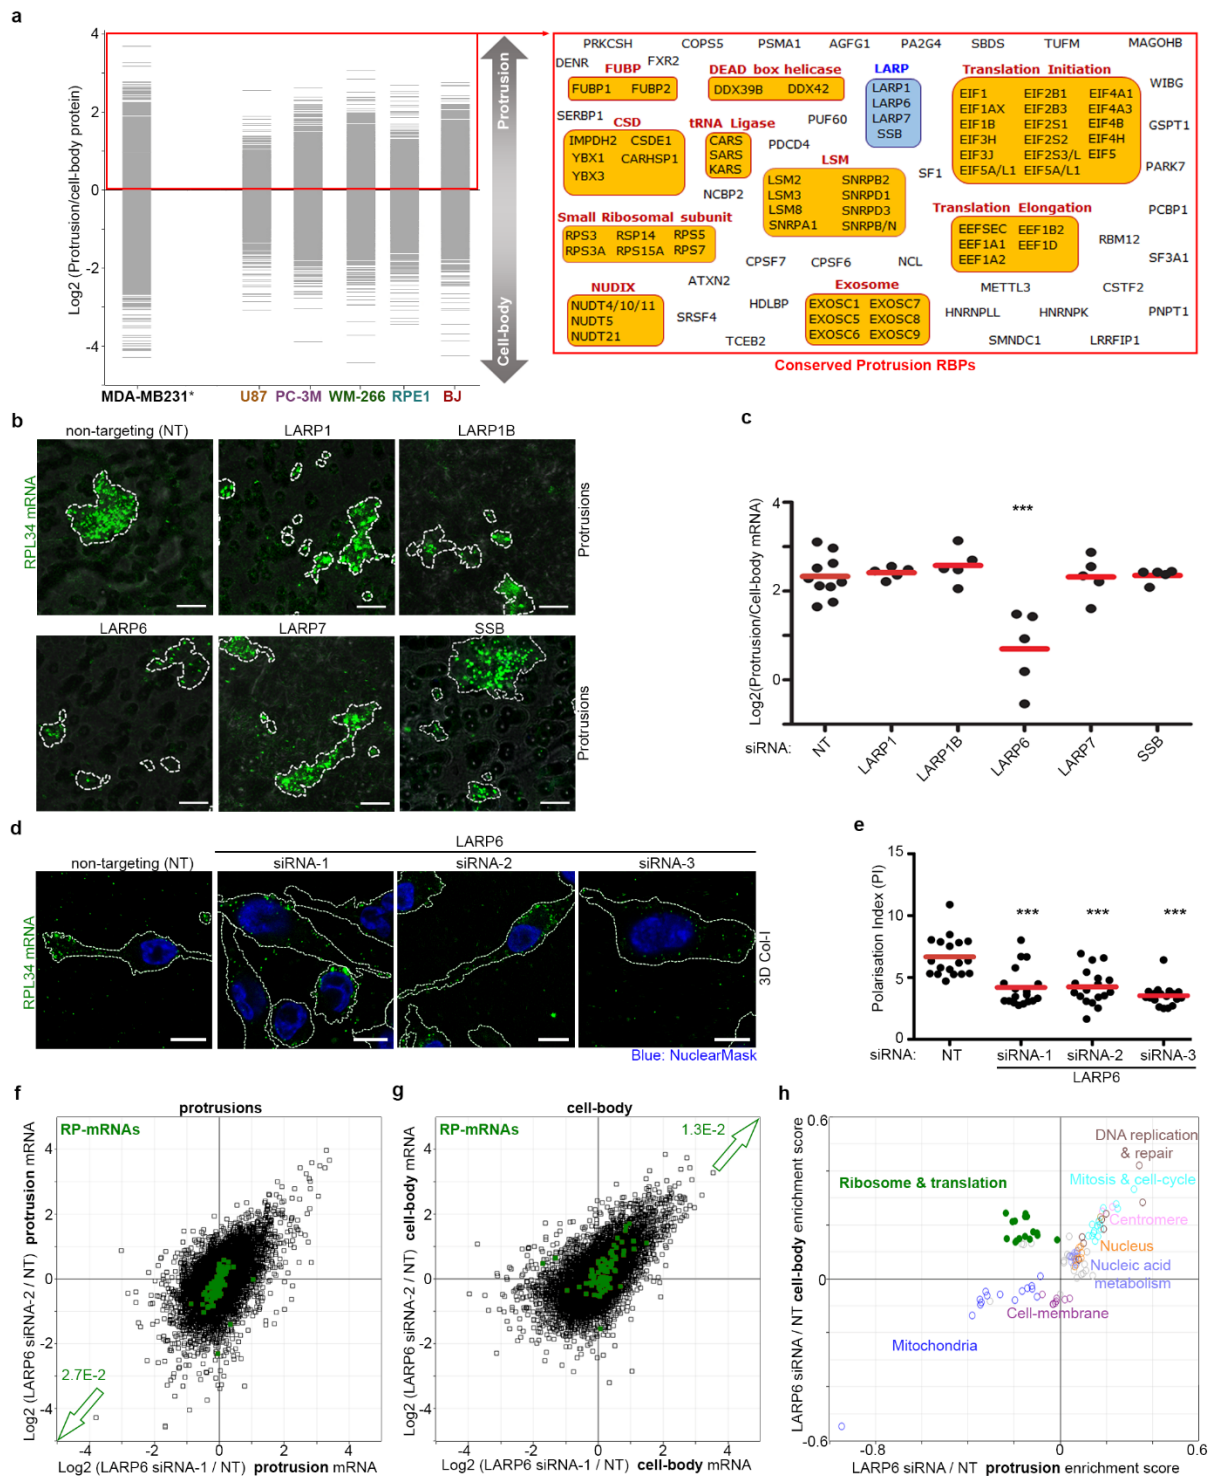 a
4
2
0
-2
-4
Log2 (Protrusion/cell-body protein)
Protrusion
Cell-body
MDA-MB231*
U87
PC-3M
WM-266
RPE1
BJ
PRKCSH
COPS5
PSMA1
AGFG1
PA2G4
SBDS
TUFM
MAGOHB
DENR
FXR2
FUBP
FUBP1 FUBP2
DEAD box helicase
DDX39B DDX42
LARP
LARP1
LARP6
LARP7
SSB
Translation Initiation
EIF1 EIF2B1 EIF4A1
EIF1AX EIF2B3 EIF4A3
EIF1B EIF2S1 EIF4B
EIF3H EIF2S2 EIF4H
EIF3J EIF2S3/L EIF5
EIF5A/L1 EIF5A/L1
WIBG
GSPT1
PARK7
SERBP1
CSD
IMPDH2 CSDE1
YBX1 CARHSP1
YBX3
tRNA Ligase
CARS
SARS
KARS
PUF60
PDCD4
NCBP2
LSM
LSM2 SNRPB2
LSM3 SNRPD1
LSM8 SNRPD3
SNRPA1 SNRPB/N
SF1
Small Ribosomal subunit
RPS3 RSP14 RPS5
RPS3A RPS15A RPS7
Translation Elongation
EEFSEC EEF1B2
EEF1A1 EEF1D
EEF1A2
PCBP1
RBM12
SF3A1
CPSF7
CPSF6
NCL
METTL3
CSTF2
ATXN2
NUDIX
NUDT4/10/11
NUDT5
NUDT21
HDLBP
SRSF4
TCEB2
Exosome
EXOSC1 EXOSC7
EXOSC5 EXOSC8
EXOSC6 EXOSC9
HNRNPLL
HNRNPK
PNPT1
SMNDC1
LRRFIP1
Conserved Protrusion RBPs
b
non-targeting (NT)
LARP1
LARP1B
RPL34 mRNA
Protrusions
LARP6
LARP7
SSB
Protrusions
c
4
2
0
Log2(Protrusion/Cell-body mRNA)
***
siRNA:
NT
LARP1
LARP1B
LARP6
LARP7
SSB
d
LARP6
non-targeting (NT)
siRNA-1
siRNA-2
siRNA-3
RPL34 mRNA
3D Col-I
Blue: NuclearMask
e
15
10
5
0
Polarisation Index (PI)
*** *** ***
siRNA:
NT
siRNA-1
siRNA-2
siRNA-3
LARP6
f
protrusions
RP-mRNAs
4
2
0
-2
-4
2.7E-2
Log2 (LARP6 siRNA-2 / NT) protrusion mRNA
-4 -2 0 2 4
Log2 (LARP6 siRNA-1 / NT) protrusion mRNA
g
cell-body
RP-mRNAs
1.3E-2
4
2
0
-2
-4
Log2 (LARP6 siRNA-2 / NT) cell-body mRNA
-4 -2 0 2 4
Log2 (LARP6 siRNA-1 / NT) cell-body mRNA
h
0.6
0
-0.6
LARP6 siRNA / NT cell-body enrichment score
DNA replication
& repair
Ribosome & translation
Mitosis & cell-cycle
Centromere
Nucleus
Nucleic acid
metabolism
Cell-membrane
Mitochondria
-0.8 0 0.6
LARP6 siRNA / NT protrusion enrichment score